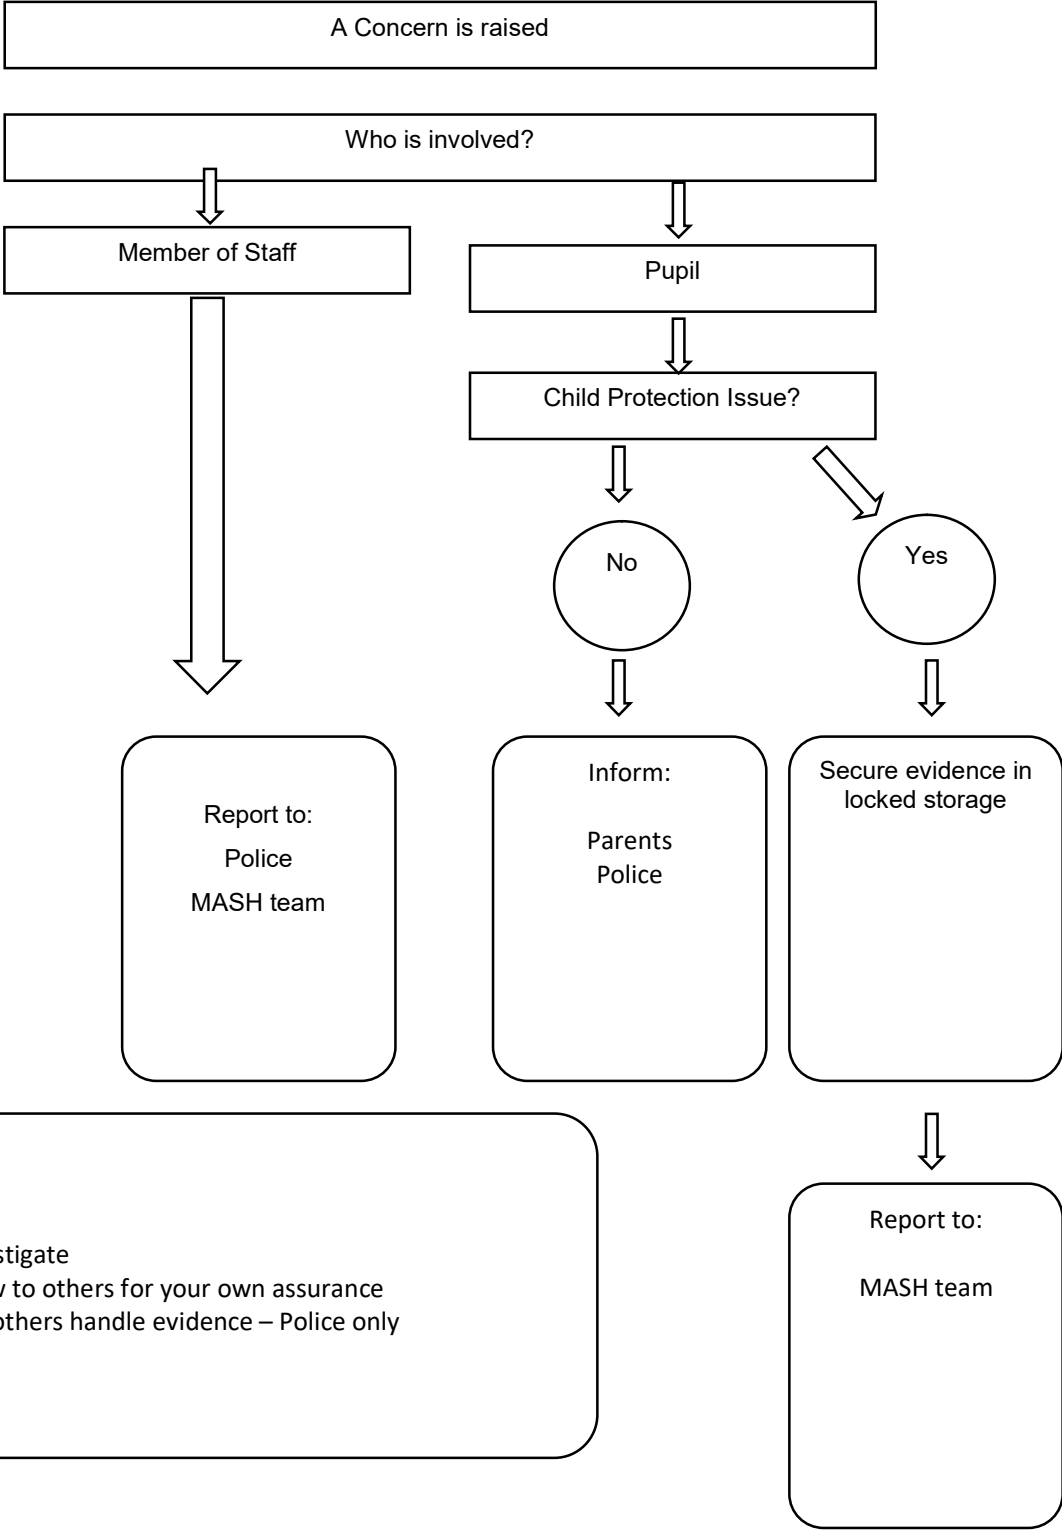 A Concern is raised
Who is involved?
Member of Staff
Pupil
Child Protection Issue?
No
Yes
Report to:
Police
MASH team
Inform:
Parents
Police
Secure evidence in
locked storage
stigate
to others for your own assurance
others handle evidence – Police only
Report to:
MASH team